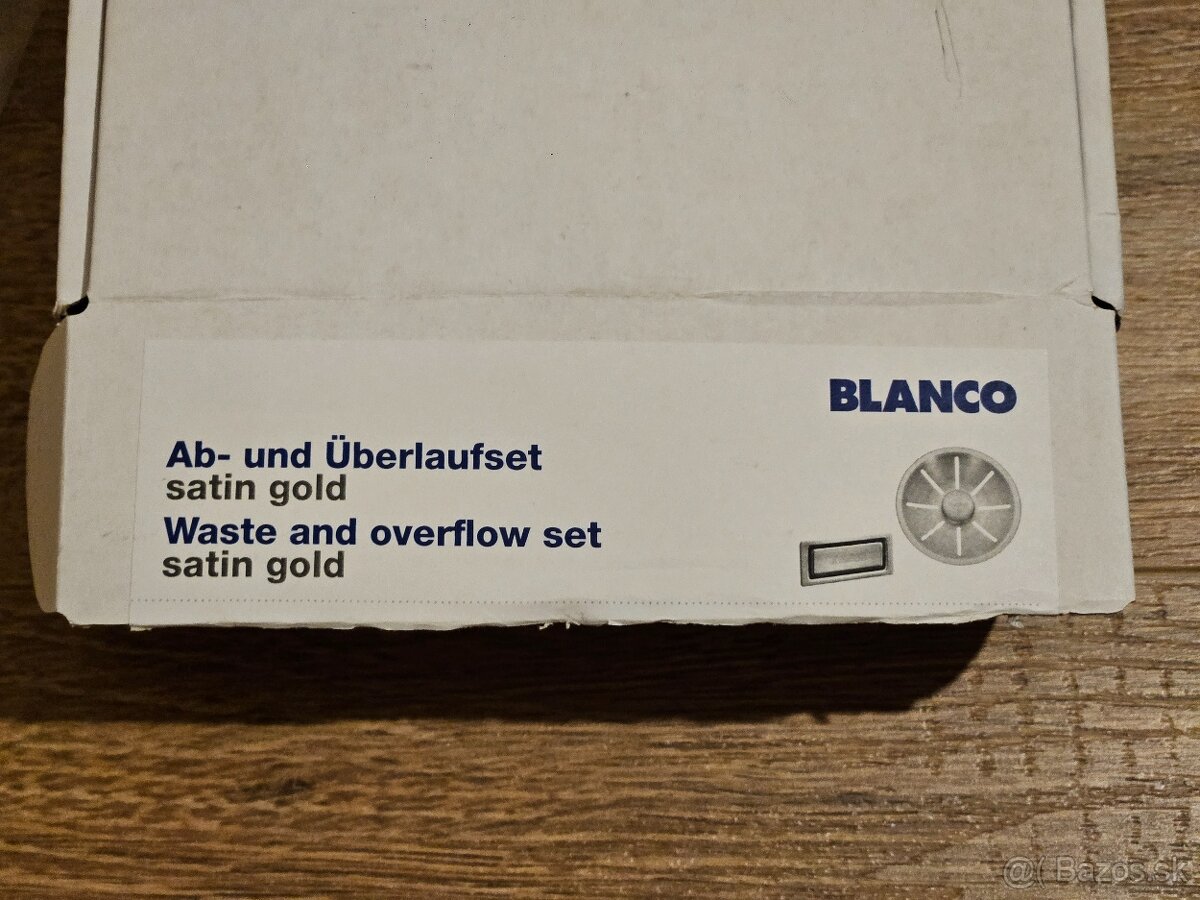 BLANCO
Ab- und Überlaufset
satin gold
Waste and overflow set
satin gold
@( Bazos.sk